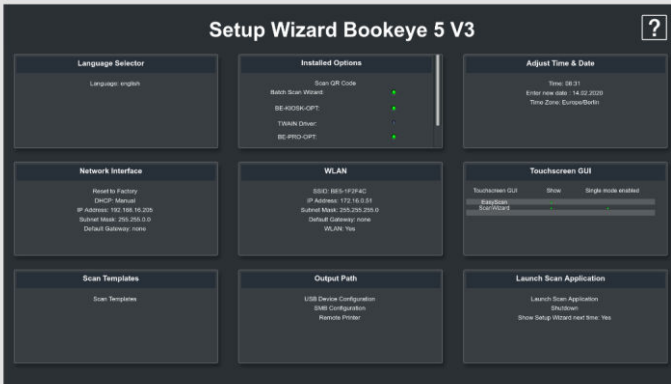 Setup Wizard Bookeye 5 V3
?
Language Selector
Language: english
Installed Options
Scan QR Code
Batch Scan Wizard:
BE-KIOSK-OPT:
TWAIN Driver:
BE-PRO-OPT:
Adjust Time & Date
Time: 08:31
Enter new date : 14.02.2020
Time Zone: Europe/Berlin
Network Interface
Reset to Factory
DHCP: Manual
IP Address: 192.168.16.205
Subnet Mask: 255.255.0.0
Default Gateway: none
WLAN
SSID: BE5-1F2F4C
IP Address: 172.16.0.51
Subnet Mask: 255.255.255.0
Default Gateway: none
WLAN: Yes
Touchscreen GUI
Touchscreen GUI Show Single mode enabled
EasyScan
ScanWizard
Scan Templates
Scan Templates
Output Path
USB Device Configuration
SMB Configuration
Remote Printer
Launch Scan Application
Launch Scan Application
Shutdown
Show Setup Wizard next time: Yes